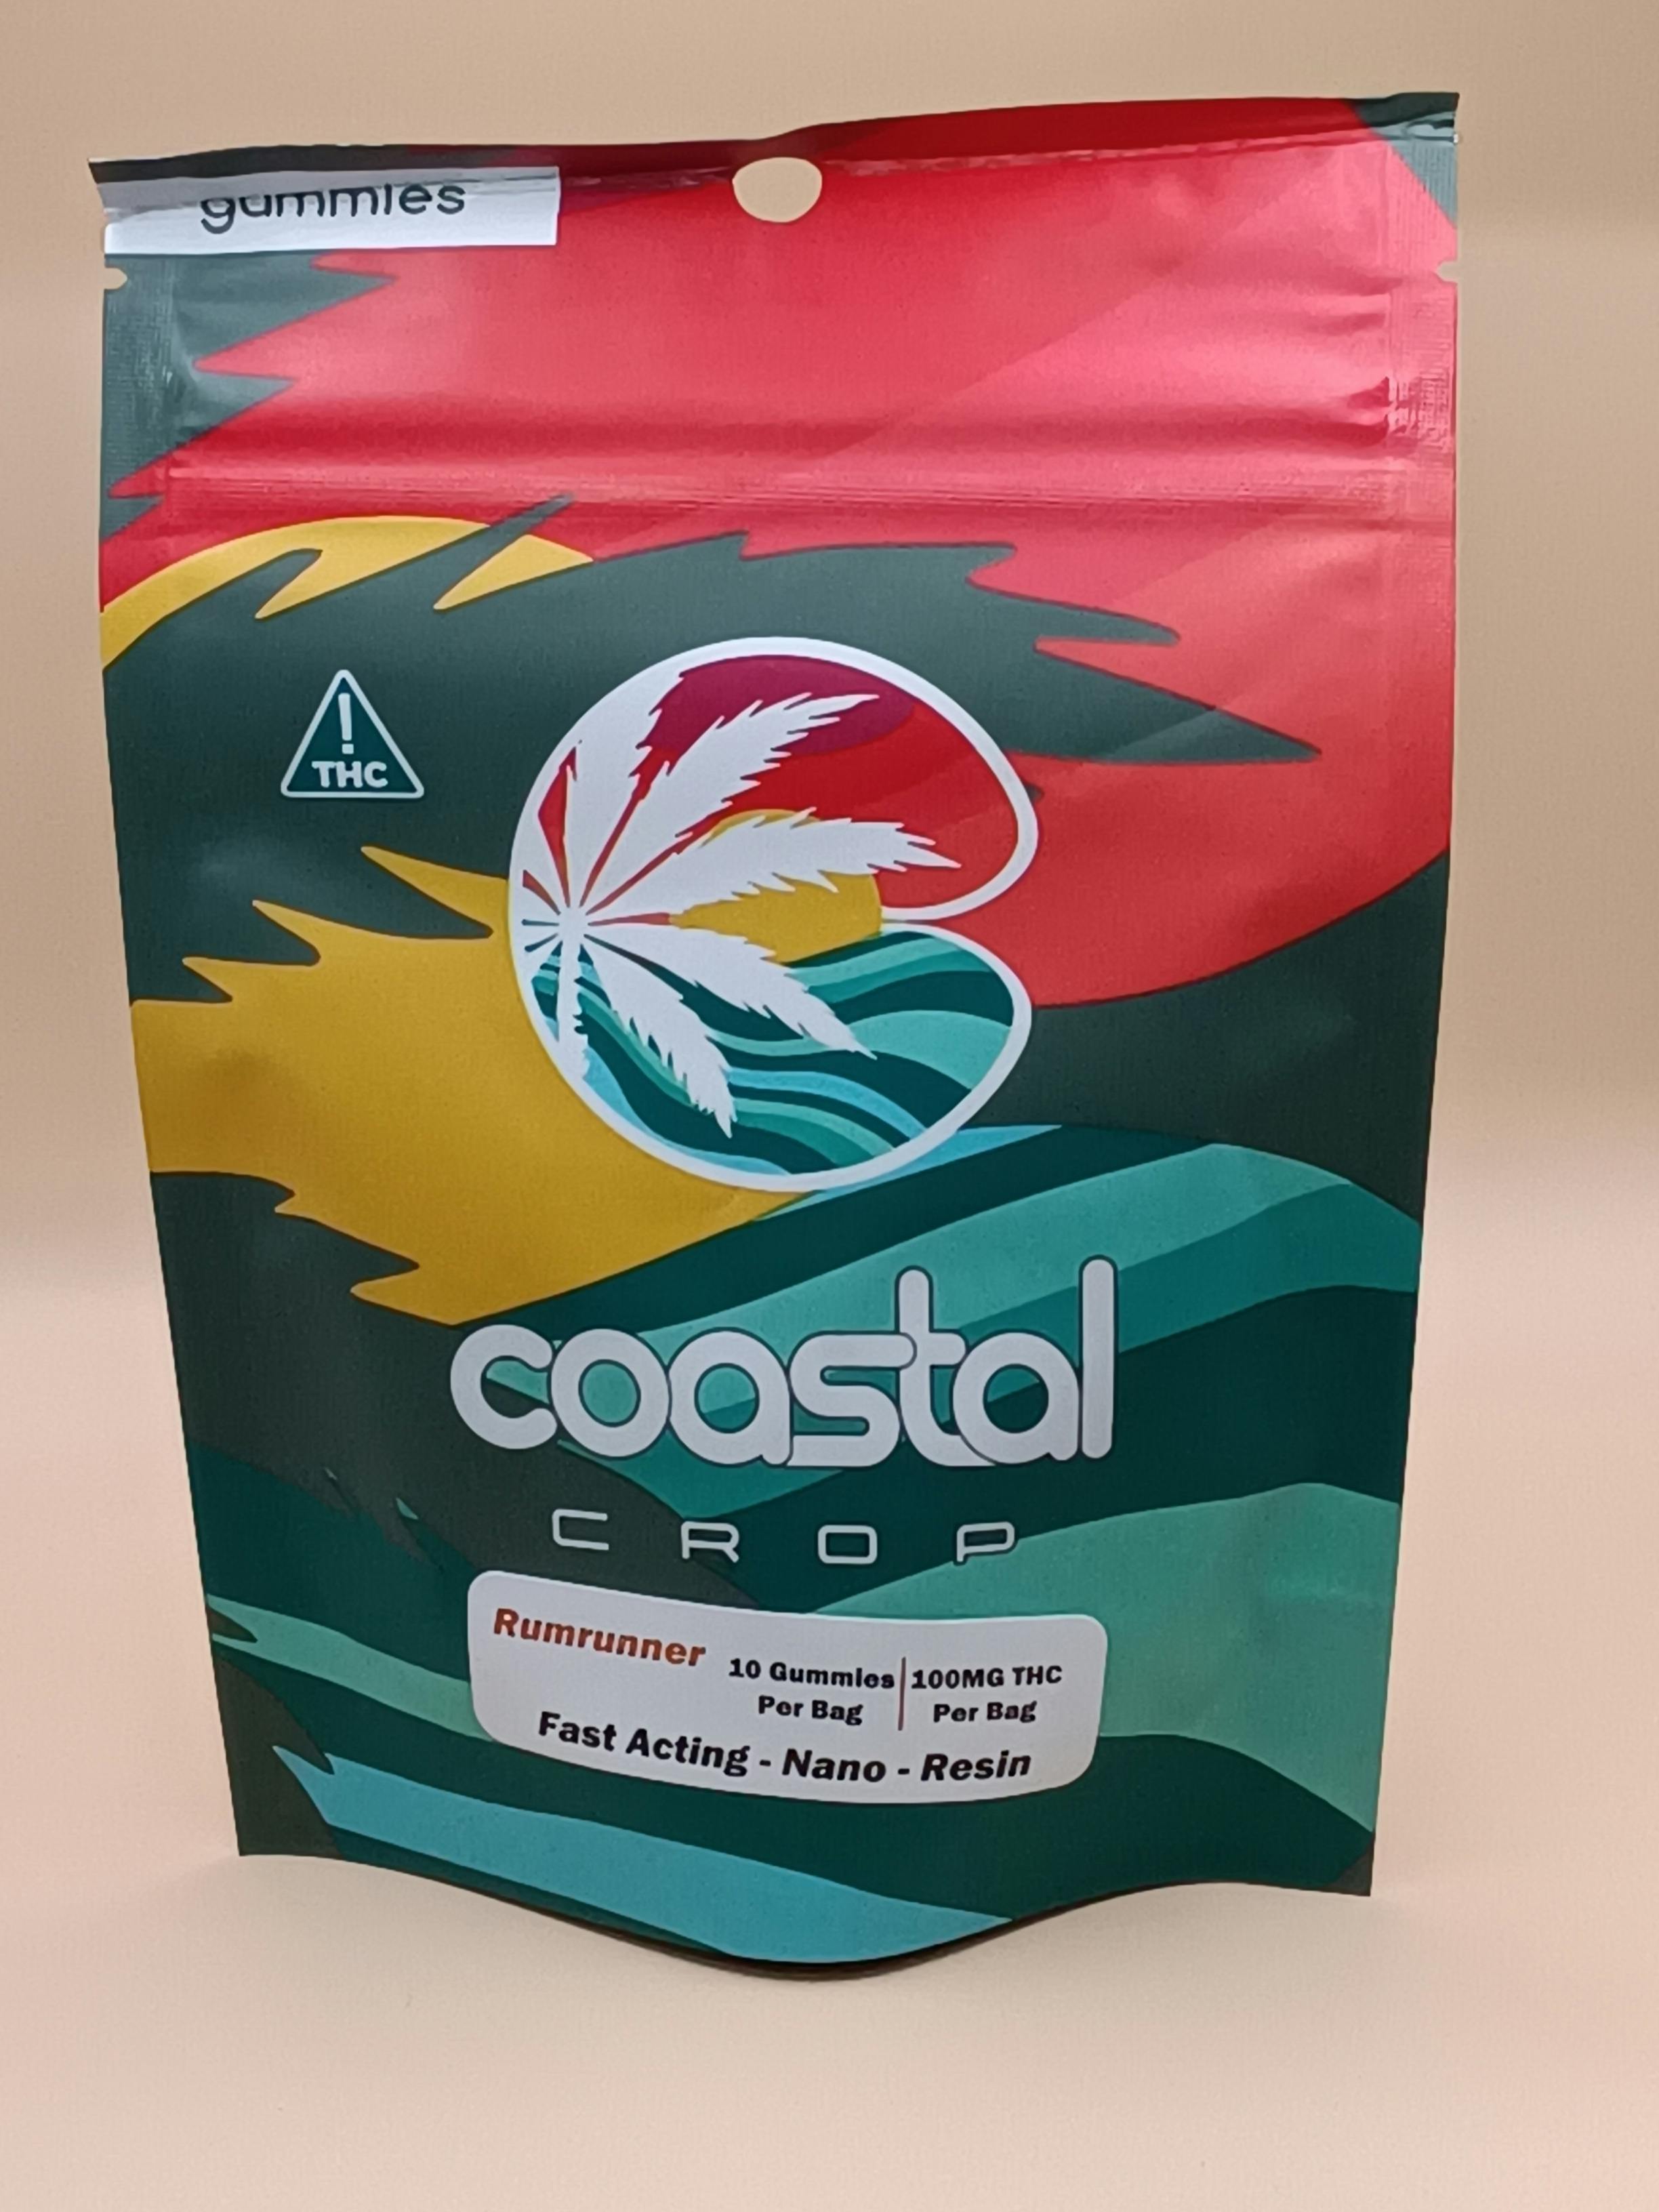 gummies
!
THC
coastal
CROP
Rumrunner
10 Gummies
Per Bag
100MG THC
Per Bag
Fast Acting - Nano - Resin